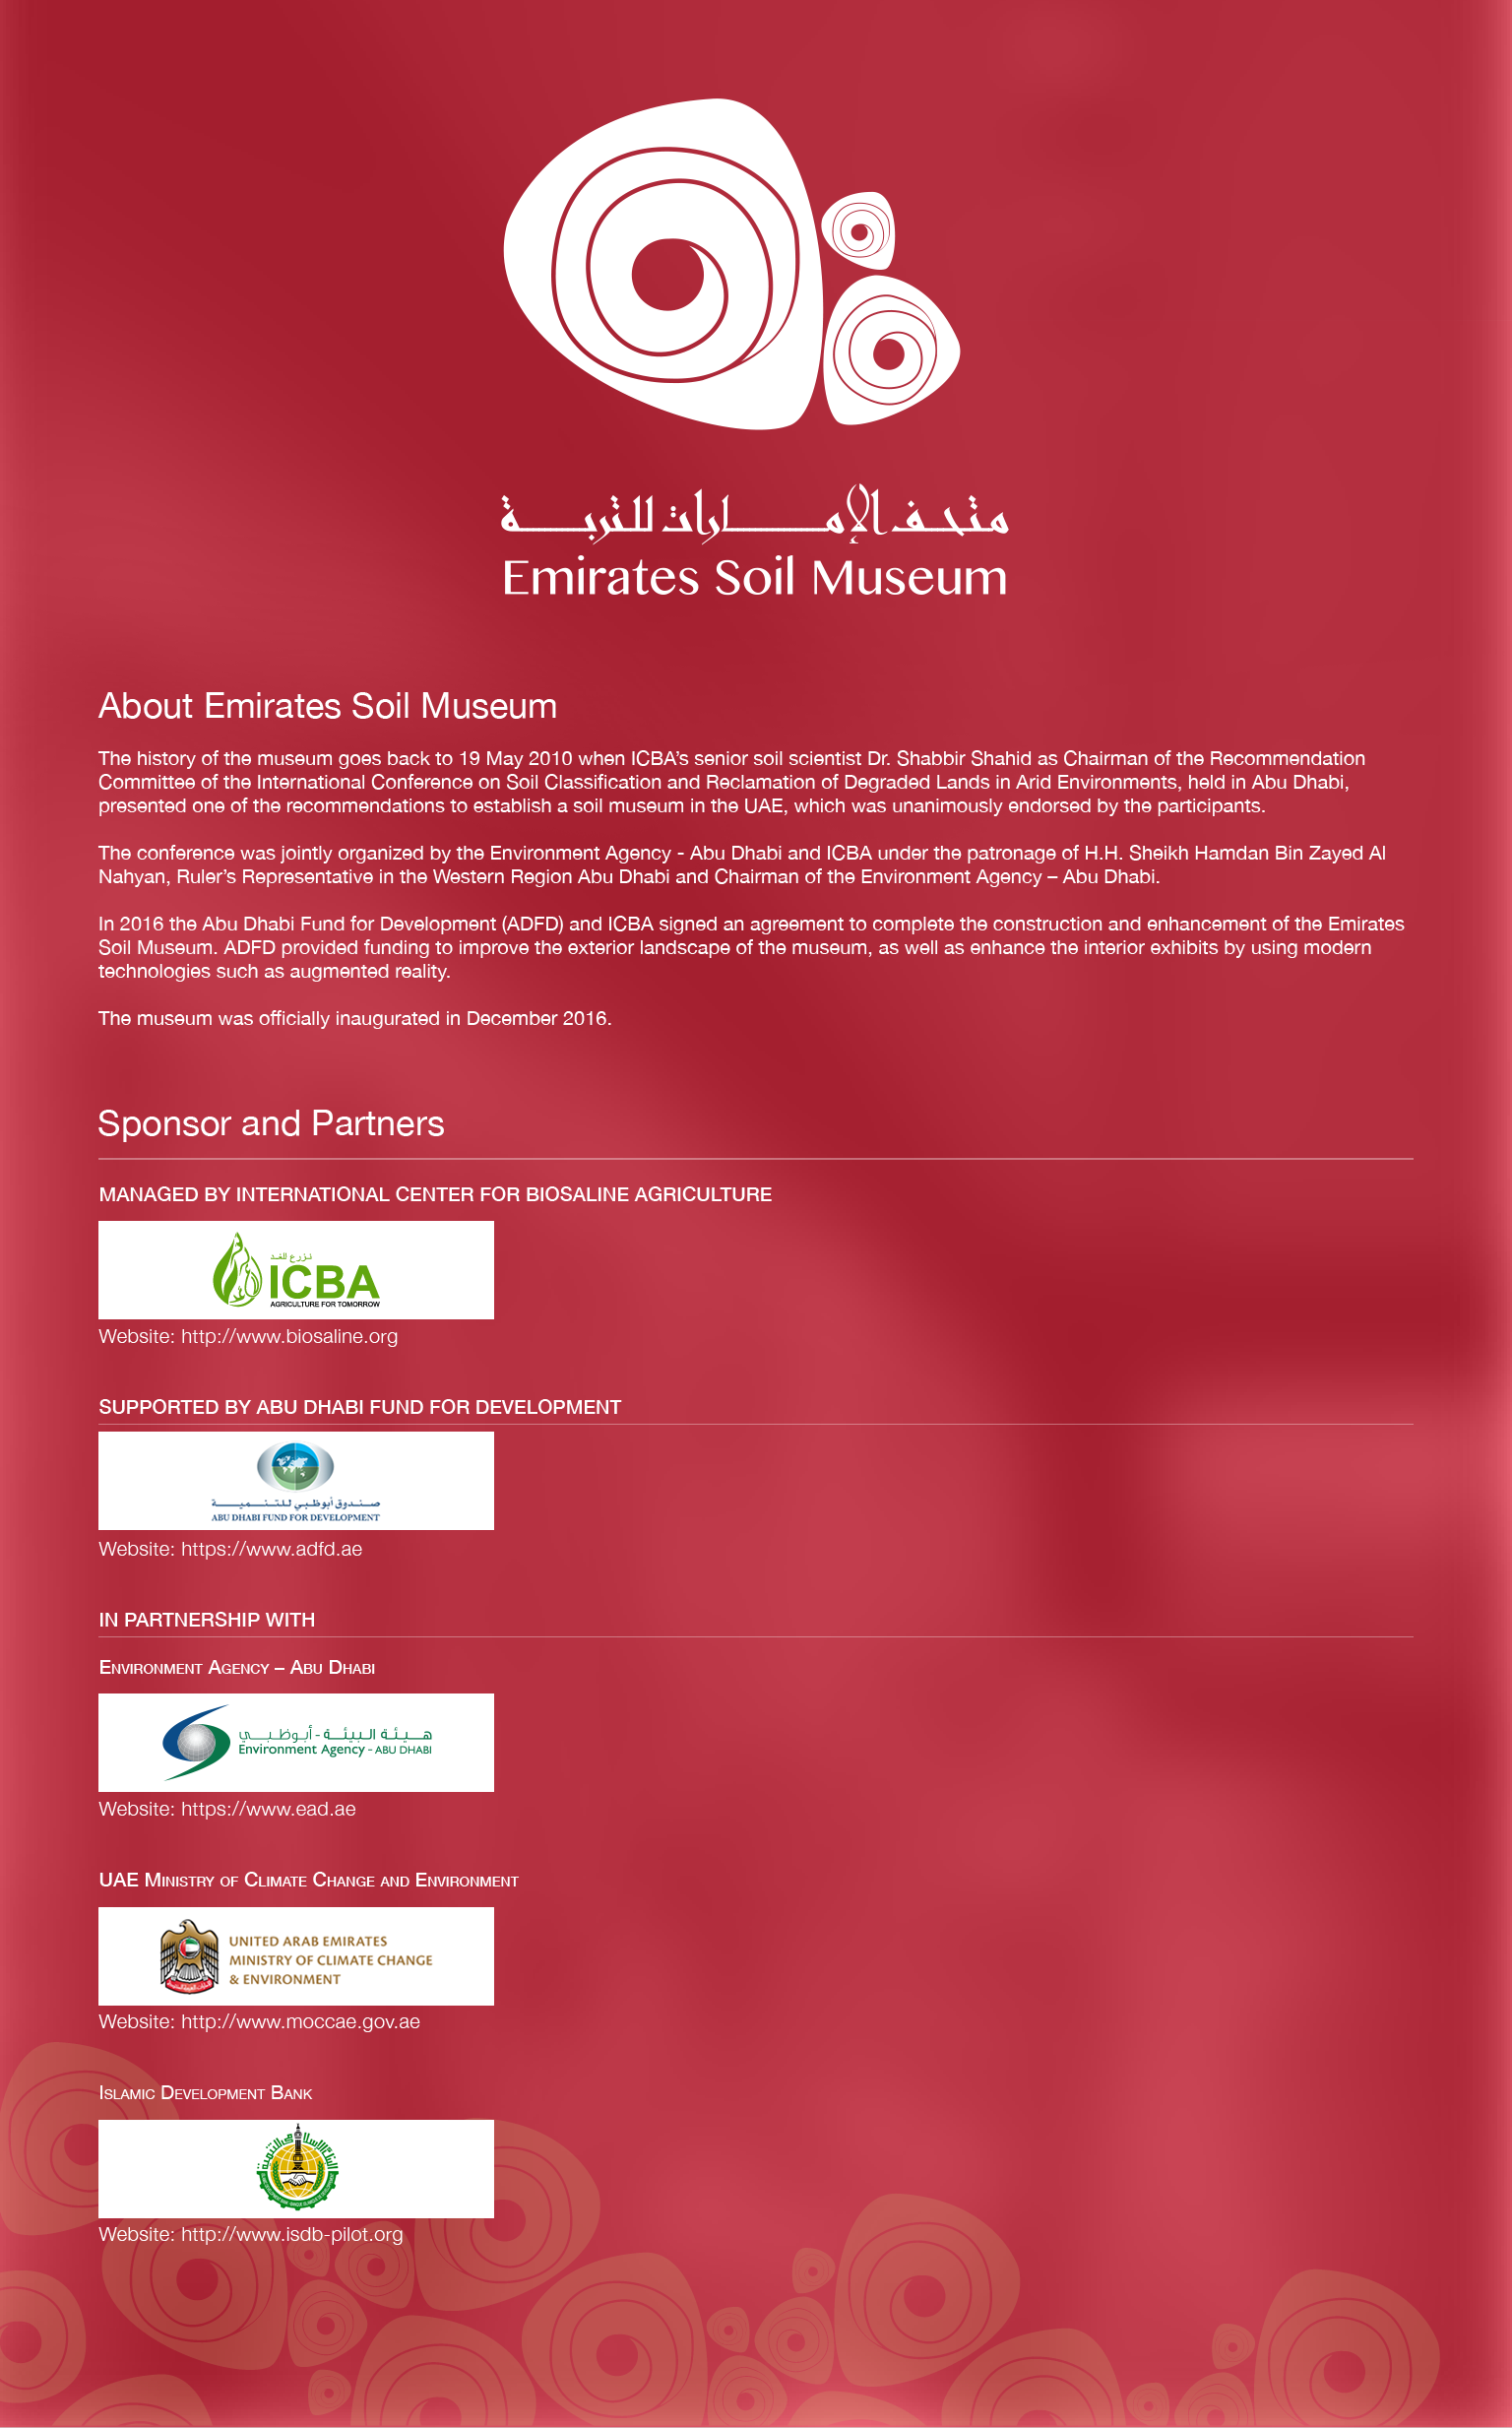 متحف الإمارات للتربة
Emirates Soil Museum
About Emirates Soil Museum
The history of the museum goes back to 19 May 2010 when ICBA’s senior soil scientist Dr. Shabbir Shahid as Chairman of the Recommendation
Committee of the International Conference on Soil Classification and Reclamation of Degraded Lands in Arid Environments, held in Abu Dhabi,
presented one of the recommendations to establish a soil museum in the UAE, which was unanimously endorsed by the participants.
The conference was jointly organized by the Environment Agency - Abu Dhabi and ICBA under the patronage of H.H. Sheikh Hamdan Bin Zayed Al
Nahyan, Ruler’s Representative in the Western Region Abu Dhabi and Chairman of the Environment Agency – Abu Dhabi.
In 2016 the Abu Dhabi Fund for Development (ADFD) and ICBA signed an agreement to complete the construction and enhancement of the Emirates
Soil Museum. ADFD provided funding to improve the exterior landscape of the museum, as well as enhance the interior exhibits by using modern
technologies such as augmented reality.
The museum was officially inaugurated in December 2016.
Sponsor and Partners
MANAGED BY INTERNATIONAL CENTER FOR BIOSALINE AGRICULTURE
نزرع للغد
ICBA
AGRICULTURE FOR TOMORROW
Website: http://www.biosaline.org
SUPPORTED BY ABU DHABI FUND FOR DEVELOPMENT
صندوق أبوظبي للتنمية
ABU DHABI FUND FOR DEVELOPMENT
Website: https://www.adfd.ae
IN PARTNERSHIP WITH
Environment Agency – Abu Dhabi
هيئة البيئة - أبوظبي
Environment Agency - ABU DHABI
Website: https://www.ead.ae
UAE Ministry of Climate Change and Environment
UNITED ARAB EMIRATES
MINISTRY OF CLIMATE CHANGE
& ENVIRONMENT
Website: http://www.moccae.gov.ae
Islamic Development Bank
البنك الإسلامي للتنمية
Website: http://www.isdb-pilot.org